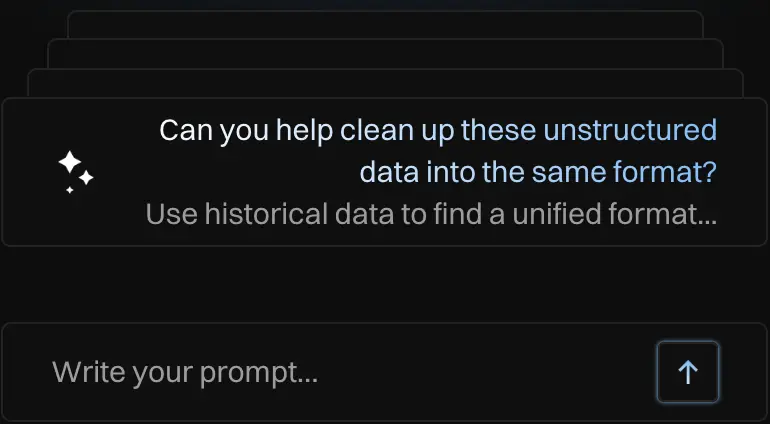 Can you help clean up these unstructured
data into the same format?
Use historical data to find a unified format...
Write your prompt...